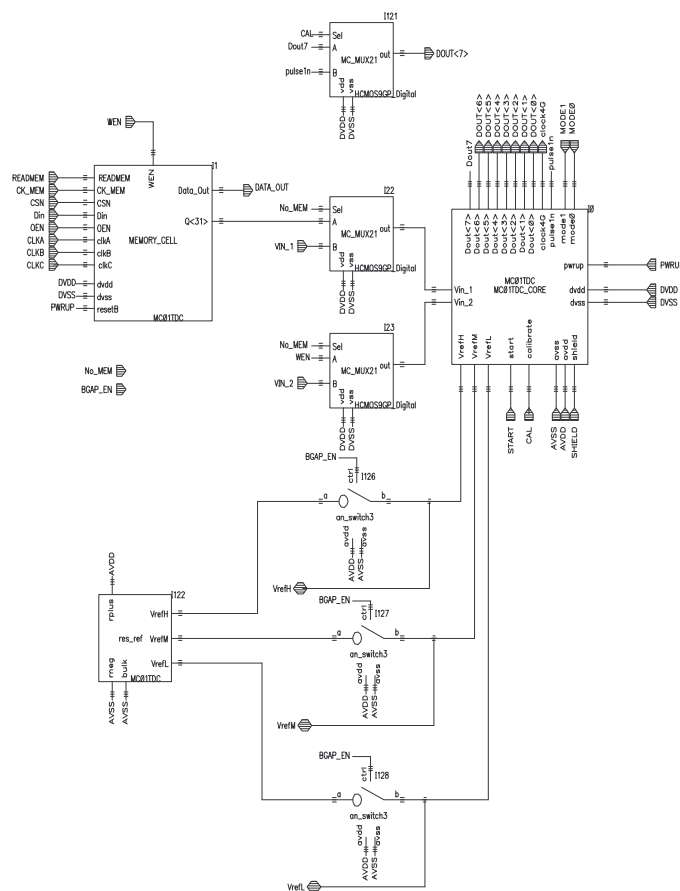 I121
CAL
Sel
Dout7
A
MC_MUX21
out
DOUT<7>
pulse1n
B
vdd
vss
HCMOS9GP_Digital
DVDD
DVSS
WEN
I1
WEN
READMEM
READMEM
CK_MEM
CK_MEM
CSN
CSN
Din
Din
OEN
OEN
CLKA
clkA
CLKB
clkB
CLKC
clkC
DVDD
dvdd
DVSS
dvss
PWRUP
resetB
Data_Out
DATA_OUT
Q<31>
MEMORY_CELL
MC01TDC
I22
No_MEM
Sel
A
MC_MUX21
out
VIN_1
B
vdd
vss
HCMOS9GP_Digital
DVDD
DVSS
I23
No_MEM
Sel
WEN
A
MC_MUX21
out
VIN_2
B
vdd
vss
HCMOS9GP_Digital
DVDD
DVSS
Dout7
DOUT<6>
DOUT<5>
DOUT<4>
DOUT<3>
DOUT<2>
DOUT<1>
DOUT<0>
clock4G
pulse1n
MODE1
MODE0
I0
Dout<7>
Dout<6>
Dout<5>
Dout<4>
Dout<3>
Dout<2>
Dout<1>
Dout<0>
clock4G
pulse1n
mode1
mode0
pwrup
PWRU
Vin_1
MC01TDC
dvdd
DVDD
Vin_2
MC01TDC_CORE
dvss
DVSS
VrefH
VrefM
VrefL
start
calibrate
avss
avdd
shield
START
CAL
AVSS
AVDD
SHIELD
No_MEM
BGAP_EN
BGAP_EN
ctrl
I126
a
b
an_switch3
avdd
avss
AVDD
AVSS
VrefH
AVDD
I122
rplus
VrefH
res_ref
VrefM
VrefL
rneg
bulk
MC01TDC
AVSS
AVSS
BGAP_EN
ctrl
I127
a
b
an_switch3
avdd
avss
AVDD
AVSS
VrefM
BGAP_EN
ctrl
I128
a
b
an_switch3
avdd
avss
AVDD
AVSS
VrefL